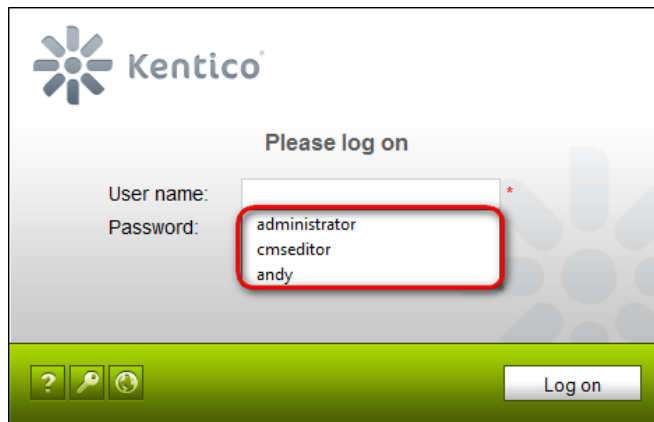 Kentico
Please log on
User name: *
Password:
administrator
cmseditor
andy
? Log on